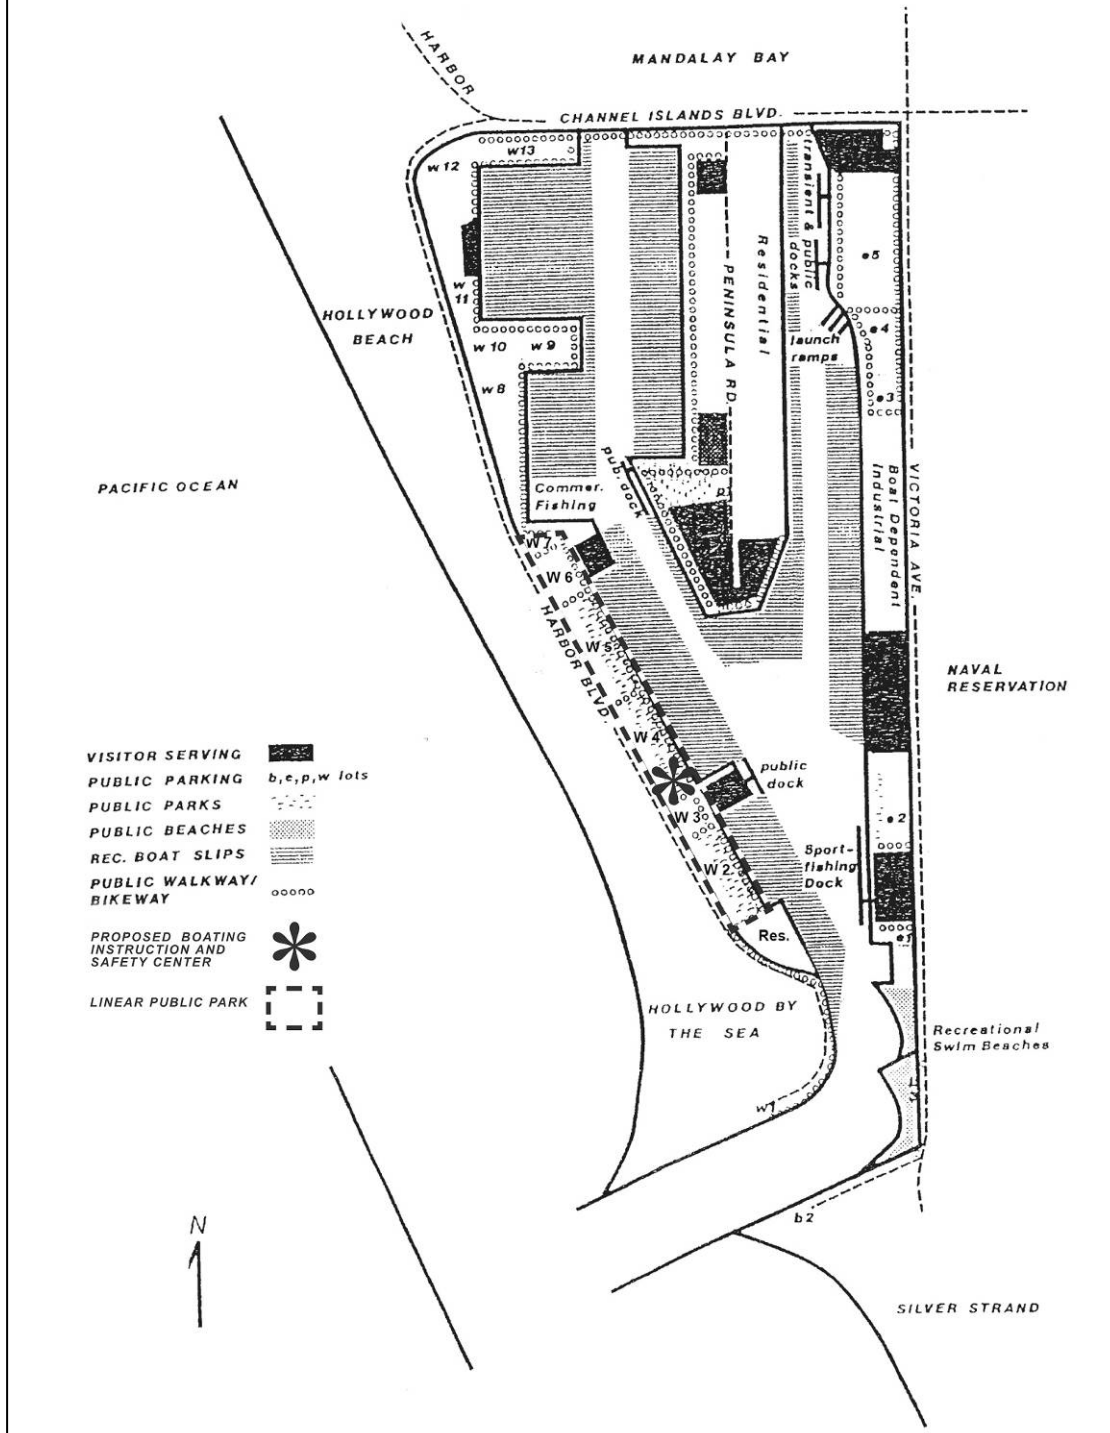 HARBOR
MANDALAY BAY
CHANNEL ISLANDS BLVD.
w13
w12
transient & public
docks
Residential
PENINSULA RD.
e5
w
11
HOLLYWOOD
BEACH
e4
launch
ramps
w10
w9
w8
e3
pub. dock
Commer.
Fishing
PACIFIC OCEAN
p1
Boat Dependent
Industrial
VICTORIA AVE.
W7
W6
HARBOR BLVD.
W5
NAVAL
RESERVATION
W4
public
dock
W3
e2
Sport-
fishing
Dock
W2
Res.
e1
VISITOR SERVING
PUBLIC PARKING b,e,p,w lots
PUBLIC PARKS
PUBLIC BEACHES
REC. BOAT SLIPS
PUBLIC WALKWAY/
BIKEWAY
PROPOSED BOATING
INSTRUCTION AND
SAFETY CENTER
LINEAR PUBLIC PARK
HOLLYWOOD BY
THE SEA
Recreational
Swim Beaches
w1
b2
N
SILVER STRAND